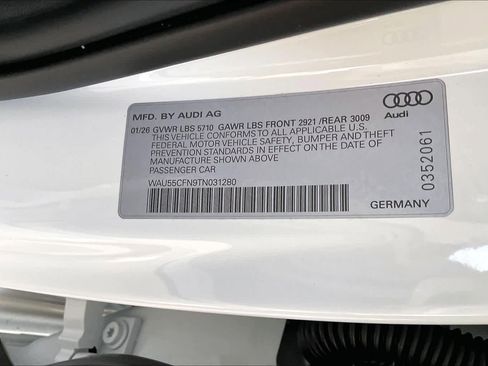 MFD. BY AUDI AG
01/26 GVWR LBS 5710 GAWR LBS FRONT 2921 /REAR 3009
THIS VEHICLE CONFORMS TO ALL APPLICABLE U.S.
FEDERAL MOTOR VEHICLE SAFETY, BUMPER AND THEFT
PREVENTION STANDARDS IN EFFECT ON THE DATE OF
MANUFACTURE SHOWN ABOVE
PASSENGER CAR
WAU55CFN9TN031280
Audi
0352061
GERMANY